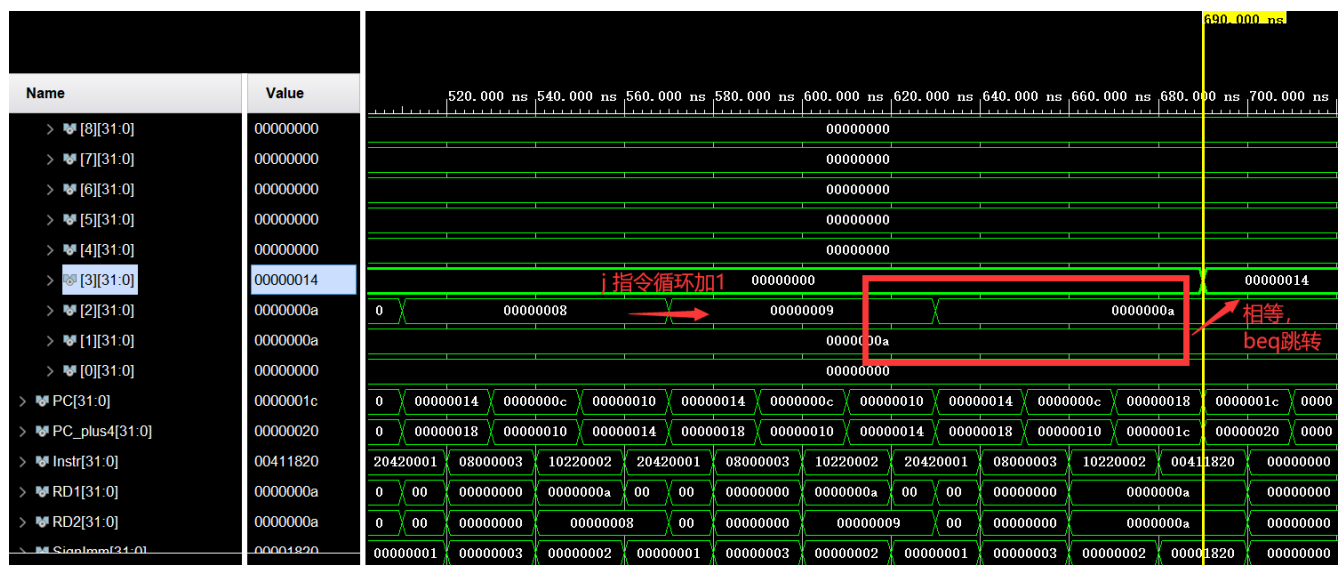 690.000 ns
Name Value
520.000 ns 540.000 ns 560.000 ns 580.000 ns 600.000 ns 620.000 ns 640.000 ns 660.000 ns 680.000 ns 700.000 ns
> [8][31:0] 00000000 00000000
> [7][31:0] 00000000 00000000
> [6][31:0] 00000000 00000000
> [5][31:0] 00000000 00000000
> [4][31:0] 00000000 00000000
> [3][31:0] 00000014 j 指令循环加1 00000000 00000014
> [2][31:0] 0000000a 0 00000008 00000009 0000000a 相等，
> [1][31:0] 0000000a 0000000a beq跳转
> [0][31:0] 00000000 00000000
> PC[31:0] 0000001c 0 00000014 0000000c 00000010 00000014 0000000c 00000010 00000014 0000000c 00000018 0000001c 0000
> PC_plus4[31:0] 00000020 0 00000018 00000010 00000014 00000018 00000010 00000014 00000018 00000010 0000001c 00000020 0000
> Instr[31:0] 00411820 20420001 08000003 10220002 20420001 08000003 10220002 20420001 08000003 10220002 00411820 00000000
> RD1[31:0] 0000000a 0 00 00000000 0000000a 00 00 00000000 0000000a 00 00 00000000 0000000a 00000000
> RD2[31:0] 0000000a 0 00 00000000 00000008 00 00000000 00000009 00 00000000 0000000a 00000000
> SignImm[31:0] 00001820 00000001 00000003 00000002 00000001 00000003 00000002 00000001 00000003 00000002 00001820 00000000